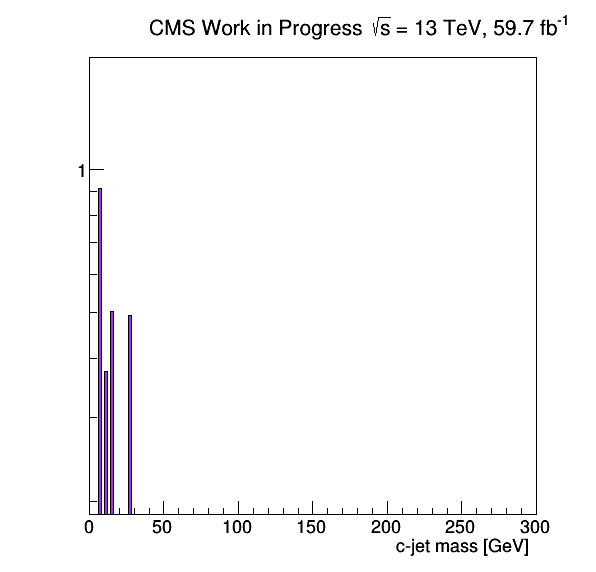 CMS Work in Progress √s = 13 TeV, 59.7 fb⁻¹
1
0 50 100 150 200 250 300
c-jet mass [GeV]